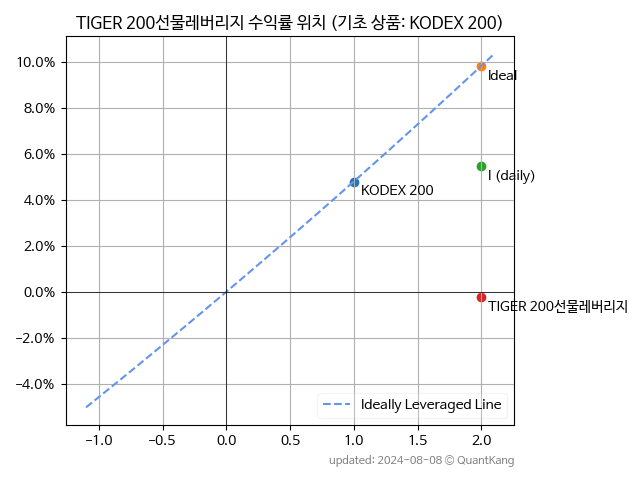 TIGER 200선물레버리지 수익률 위치 (기초 상품: KODEX 200)
10.0%
8.0%
6.0%
4.0%
2.0%
0.0%
−2.0%
−4.0%
Ideal
I (daily)
KODEX 200
TIGER 200선물레버리지
Ideally Leveraged Line
−1.0 −0.5 0.0 0.5 1.0 1.5 2.0
updated: 2024-08-08 © QuantKang